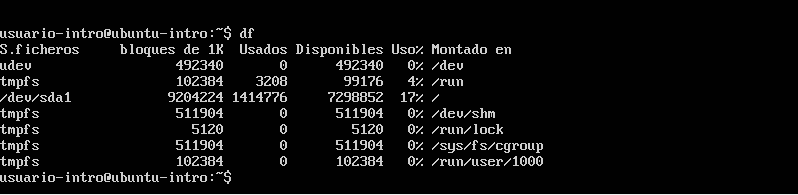 usuario-intro@ubuntu-intro:~$ df
S.ficheros     bloques de 1K  Usados Disponibles Uso% Montado en
udev                  492340       0      492340   0% /dev
tmpfs                 102384    3208       99176   4% /run
/dev/sda1            9204224 1414776     7298852  17% /
tmpfs                 511904       0      511904   0% /dev/shm
tmpfs                   5120       0        5120   0% /run/lock
tmpfs                 511904       0      511904   0% /sys/fs/cgroup
tmpfs                 102384       0      102384   0% /run/user/1000
usuario-intro@ubuntu-intro:~$